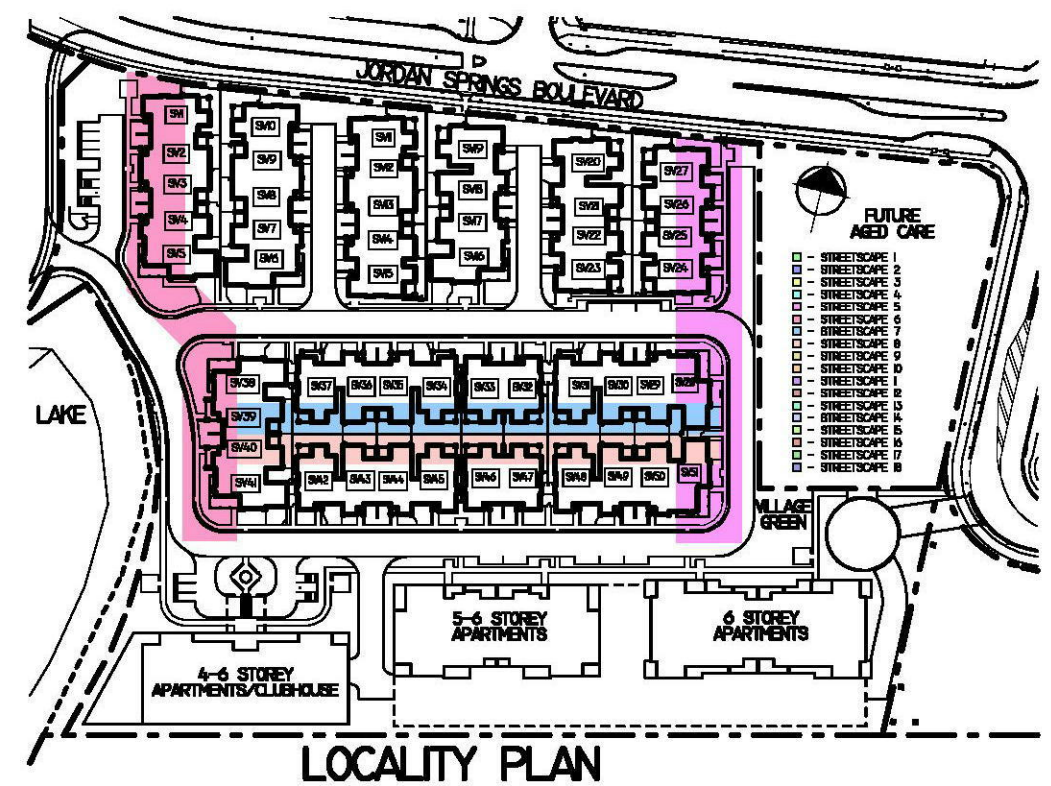 JORDAN SPRINGS BOULEVARD
SV1
SV10
SV11
SV19
SV2
SV9
SV12
SV20
SV27
SV3
SV8
SV13
SV18
SV21
SV26
SV4
SV7
SV14
SV17
SV22
SV25
SV5
SV6
SV15
SV16
SV23
SV24
FUTURE
AGED CARE
- STREETSCAPE 1
- STREETSCAPE 2
- STREETSCAPE 3
- STREETSCAPE 4
- STREETSCAPE 5
- STREETSCAPE 6
- STREETSCAPE 7
- STREETSCAPE 8
- STREETSCAPE 9
- STREETSCAPE 10
- STREETSCAPE 11
- STREETSCAPE 12
- STREETSCAPE 13
- STREETSCAPE 14
- STREETSCAPE 15
- STREETSCAPE 16
- STREETSCAPE 17
- STREETSCAPE 18
LAKE
SV38
SV37
SV36
SV35
SV34
SV33
SV32
SV31
SV30
SV29
SV28
SV39
SV40
SV41
SV42
SV43
SV44
SV45
SV46
SV47
SV48
SV49
SV50
SV51
VILLAGE
GREEN
5-6 STOREY
APARTMENTS
6 STOREY
APARTMENTS
4-6 STOREY
APARTMENTS/CLUBHOUSE
LOCALITY PLAN